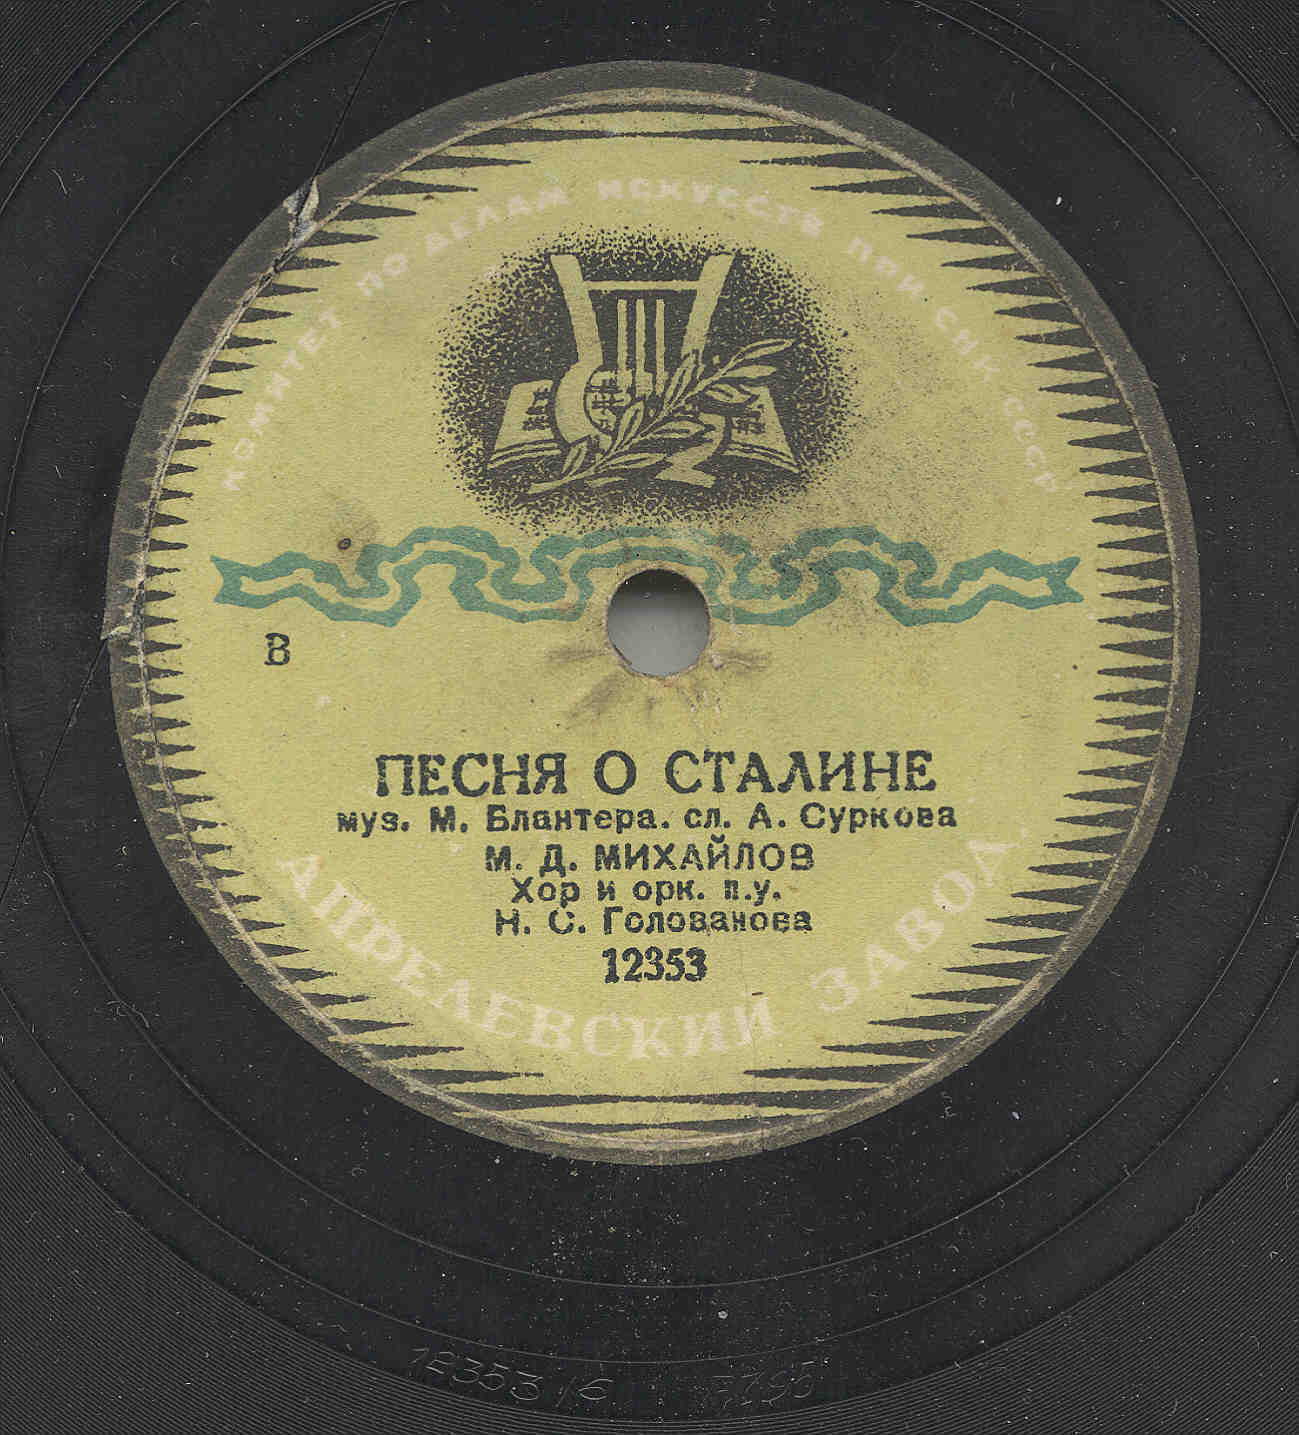 КОМИТЕТ ПО ДЕЛАМ ИСКУССТВ ПРИ СНК СССР
В
ПЕСНЯ О СТАЛИНЕ
муз. М. Блантера. сл. А. Суркова
М. Д. МИХАЙЛОВ
Хор и орк. п.у.
Н. С. Голованова
12353
АПРЕЛЕВСКИЙ ЗАВОД
12353